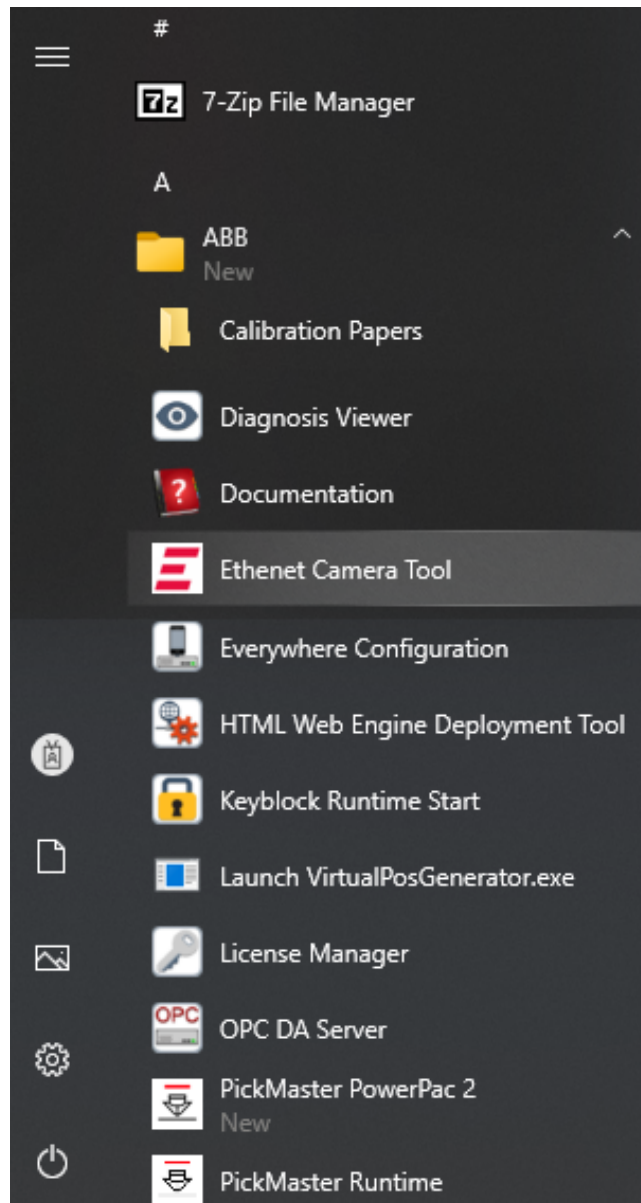 #
7z
7-Zip File Manager
A
ABB
New
Calibration Papers
Diagnosis Viewer
?
Documentation
Ethenet Camera Tool
Everywhere Configuration
HTML Web Engine Deployment Tool
Keyblock Runtime Start
Launch VirtualPosGenerator.exe
License Manager
OPC
OPC DA Server
PickMaster PowerPac 2
New
PickMaster Runtime